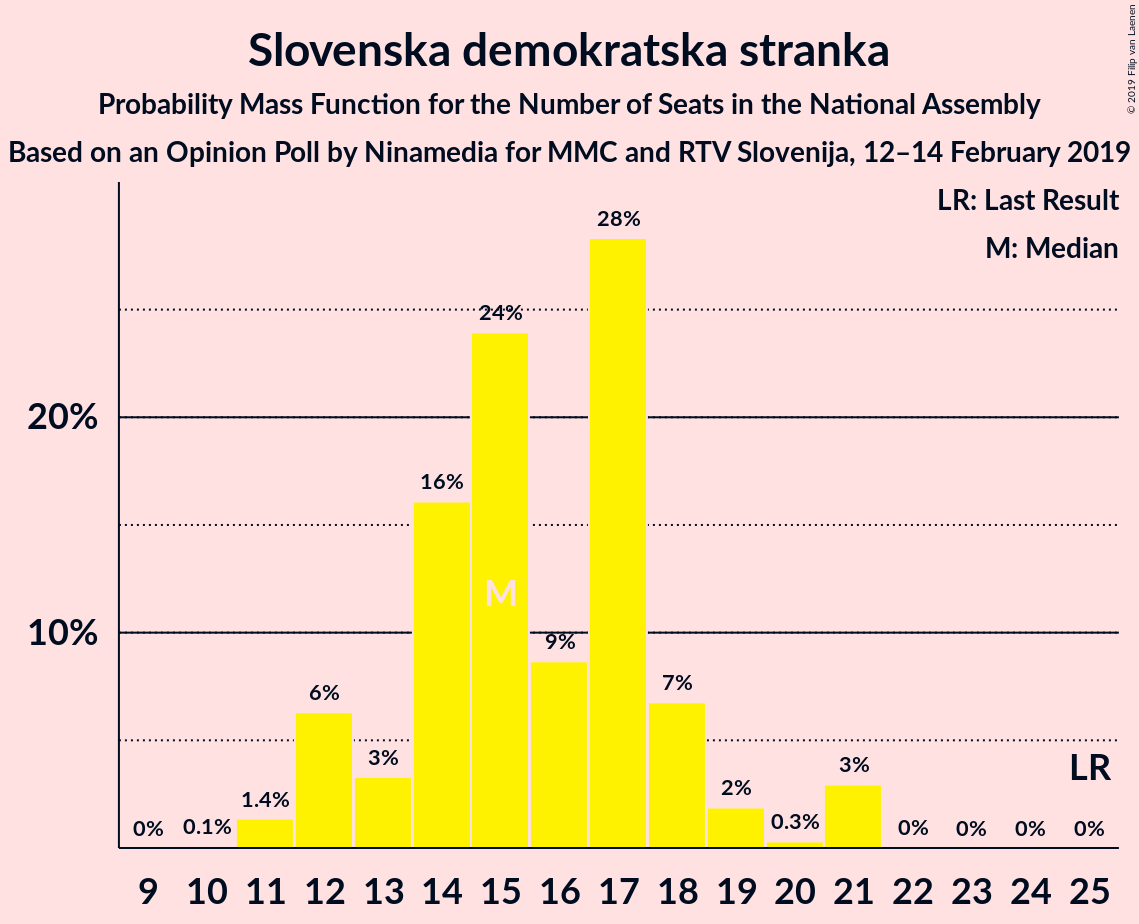 Slovenska demokratska stranka
Probability Mass Function for the Number of Seats in the National Assembly
Based on an Opinion Poll by Ninamedia for MMC and RTV Slovenija, 12–14 February 2019
© 2019 Filip van Laenen
LR: Last Result
M: Median
28%
24%
20%
16%
M
10%
9%
7%
6%
3%
3%
LR
2%
1.4%
0.3%
0.1%
0%
0%
0%
0%
0%
9 10 11 12 13 14 15 16 17 18 19 20 21 22 23 24 25